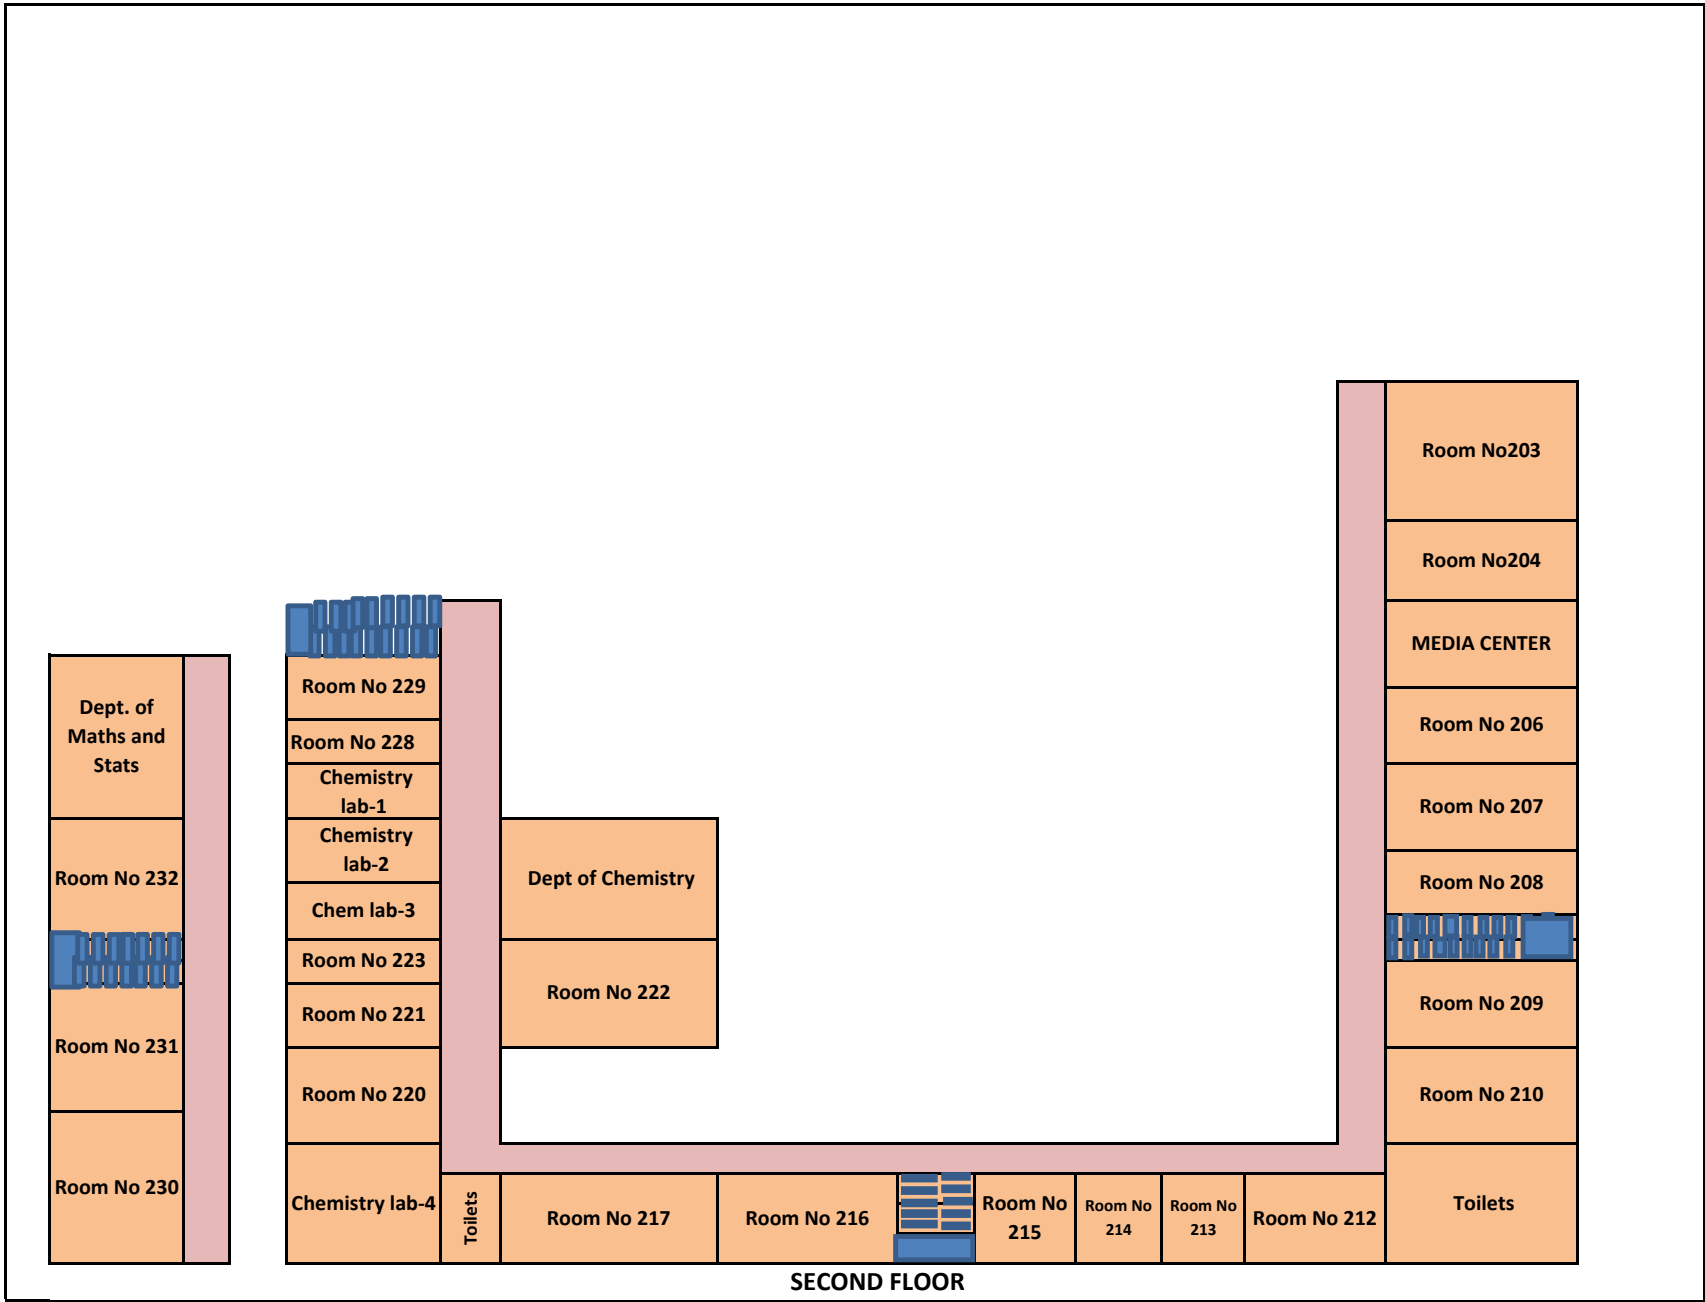 Room No203
Room No204
MEDIA CENTER
Room No 206
Room No 207
Room No 208
Room No 209
Room No 210
Toilets
Dept. of
Maths and
Stats
Room No 232
Room No 231
Room No 230
Room No 229
Room No 228
Chemistry
lab-1
Chemistry
lab-2
Chem lab-3
Room No 223
Room No 221
Room No 220
Chemistry lab-4
Dept of Chemistry
Room No 222
Toilets
Room No 217
Room No 216
Room No
215
Room No
214
Room No
213
Room No 212
SECOND FLOOR